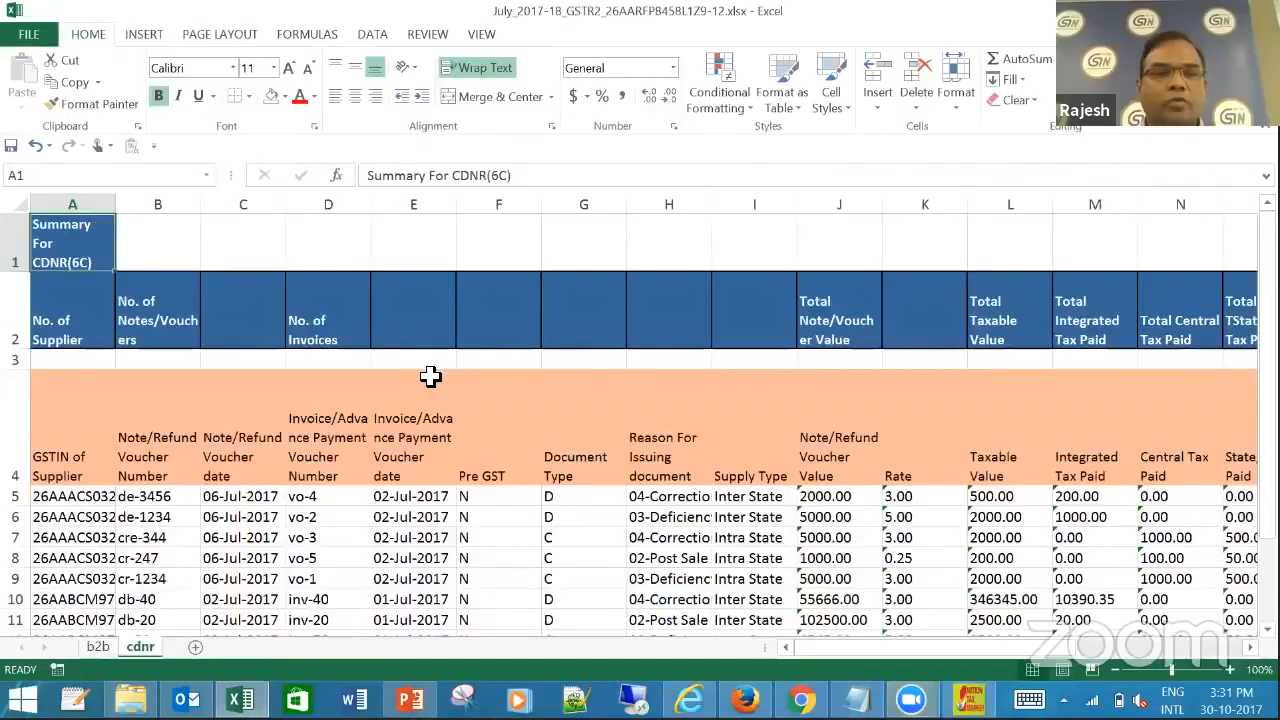 July_2017-18_GSTR2_26AARFP8458L1Z9-12.xlsx - Excel
FILE HOME INSERT PAGE LAYOUT FORMULAS DATA REVIEW VIEW
Cut
Copy
Format Painter
Paste
Clipboard
Calibri 11
B I U
Font
Wrap Text
Merge & Center
Alignment
General
$ % ,
Number
Conditional Formatting
Format as Table
Cell Styles
Styles
Insert Delete Format
Cells
AutoSum
Fill
Clear
Editing
Rajesh
A1 fx Summary For CDNR(6C)
A B C D E F G H I J K L M N
Summary
For
1 CDNR(6C)
2 No. of Supplier No. of Notes/Vouchers No. of Invoices Total Note/Voucher Value Total Taxable Value Total Integrated Tax Paid Total Central Tax Paid Total TStat Tax P
3
4 GSTIN of Supplier Note/Refund Voucher Number Note/Refund Voucher date Invoice/Advance Payment Voucher Number Invoice/Advance Payment Voucher date Pre GST Document Type Reason For Issuing document Supply Type Note/Refund Voucher Value Rate Taxable Value Integrated Tax Paid Central Tax Paid State, Paid
5 26AAACS032 de-3456 06-Jul-2017 vo-4 02-Jul-2017 N D 04-Correctio Inter State 2000.00 3.00 500.00 200.00 0.00 0.00
6 26AAACS032 de-1234 06-Jul-2017 vo-2 02-Jul-2017 N D 03-Deficienc Inter State 5000.00 5.00 2000.00 1000.00 0.00 0.00
7 26AAACS032 cre-344 06-Jul-2017 vo-3 02-Jul-2017 N C 04-Correctio Intra State 5000.00 3.00 2000.00 0.00 1000.00 500.0
8 26AAACS032 cr-247 06-Jul-2017 vo-5 02-Jul-2017 N C 02-Post Sale Intra State 1000.00 0.25 200.00 0.00 100.00 50.00
9 26AAACS032 cr-1234 06-Jul-2017 vo-1 02-Jul-2017 N C 03-Deficienc Intra State 5000.00 3.00 2000.00 0.00 1000.00 500.0
10 26AABCM97 db-40 02-Jul-2017 inv-40 01-Jul-2017 N D 04-Correctio Inter State 55666.00 3.00 346345.00 10390.35 0.00 0.00
11 26AABCM97 db-20 02-Jul-2017 inv-20 01-Jul-2017 N D 02-Post Sale Inter State 102500.00 3.00 2500.00 20.00 0.00 0.00
zoom
b2b cdnr
READY 100%
ENG 3:31 PM
INTL 30-10-2017